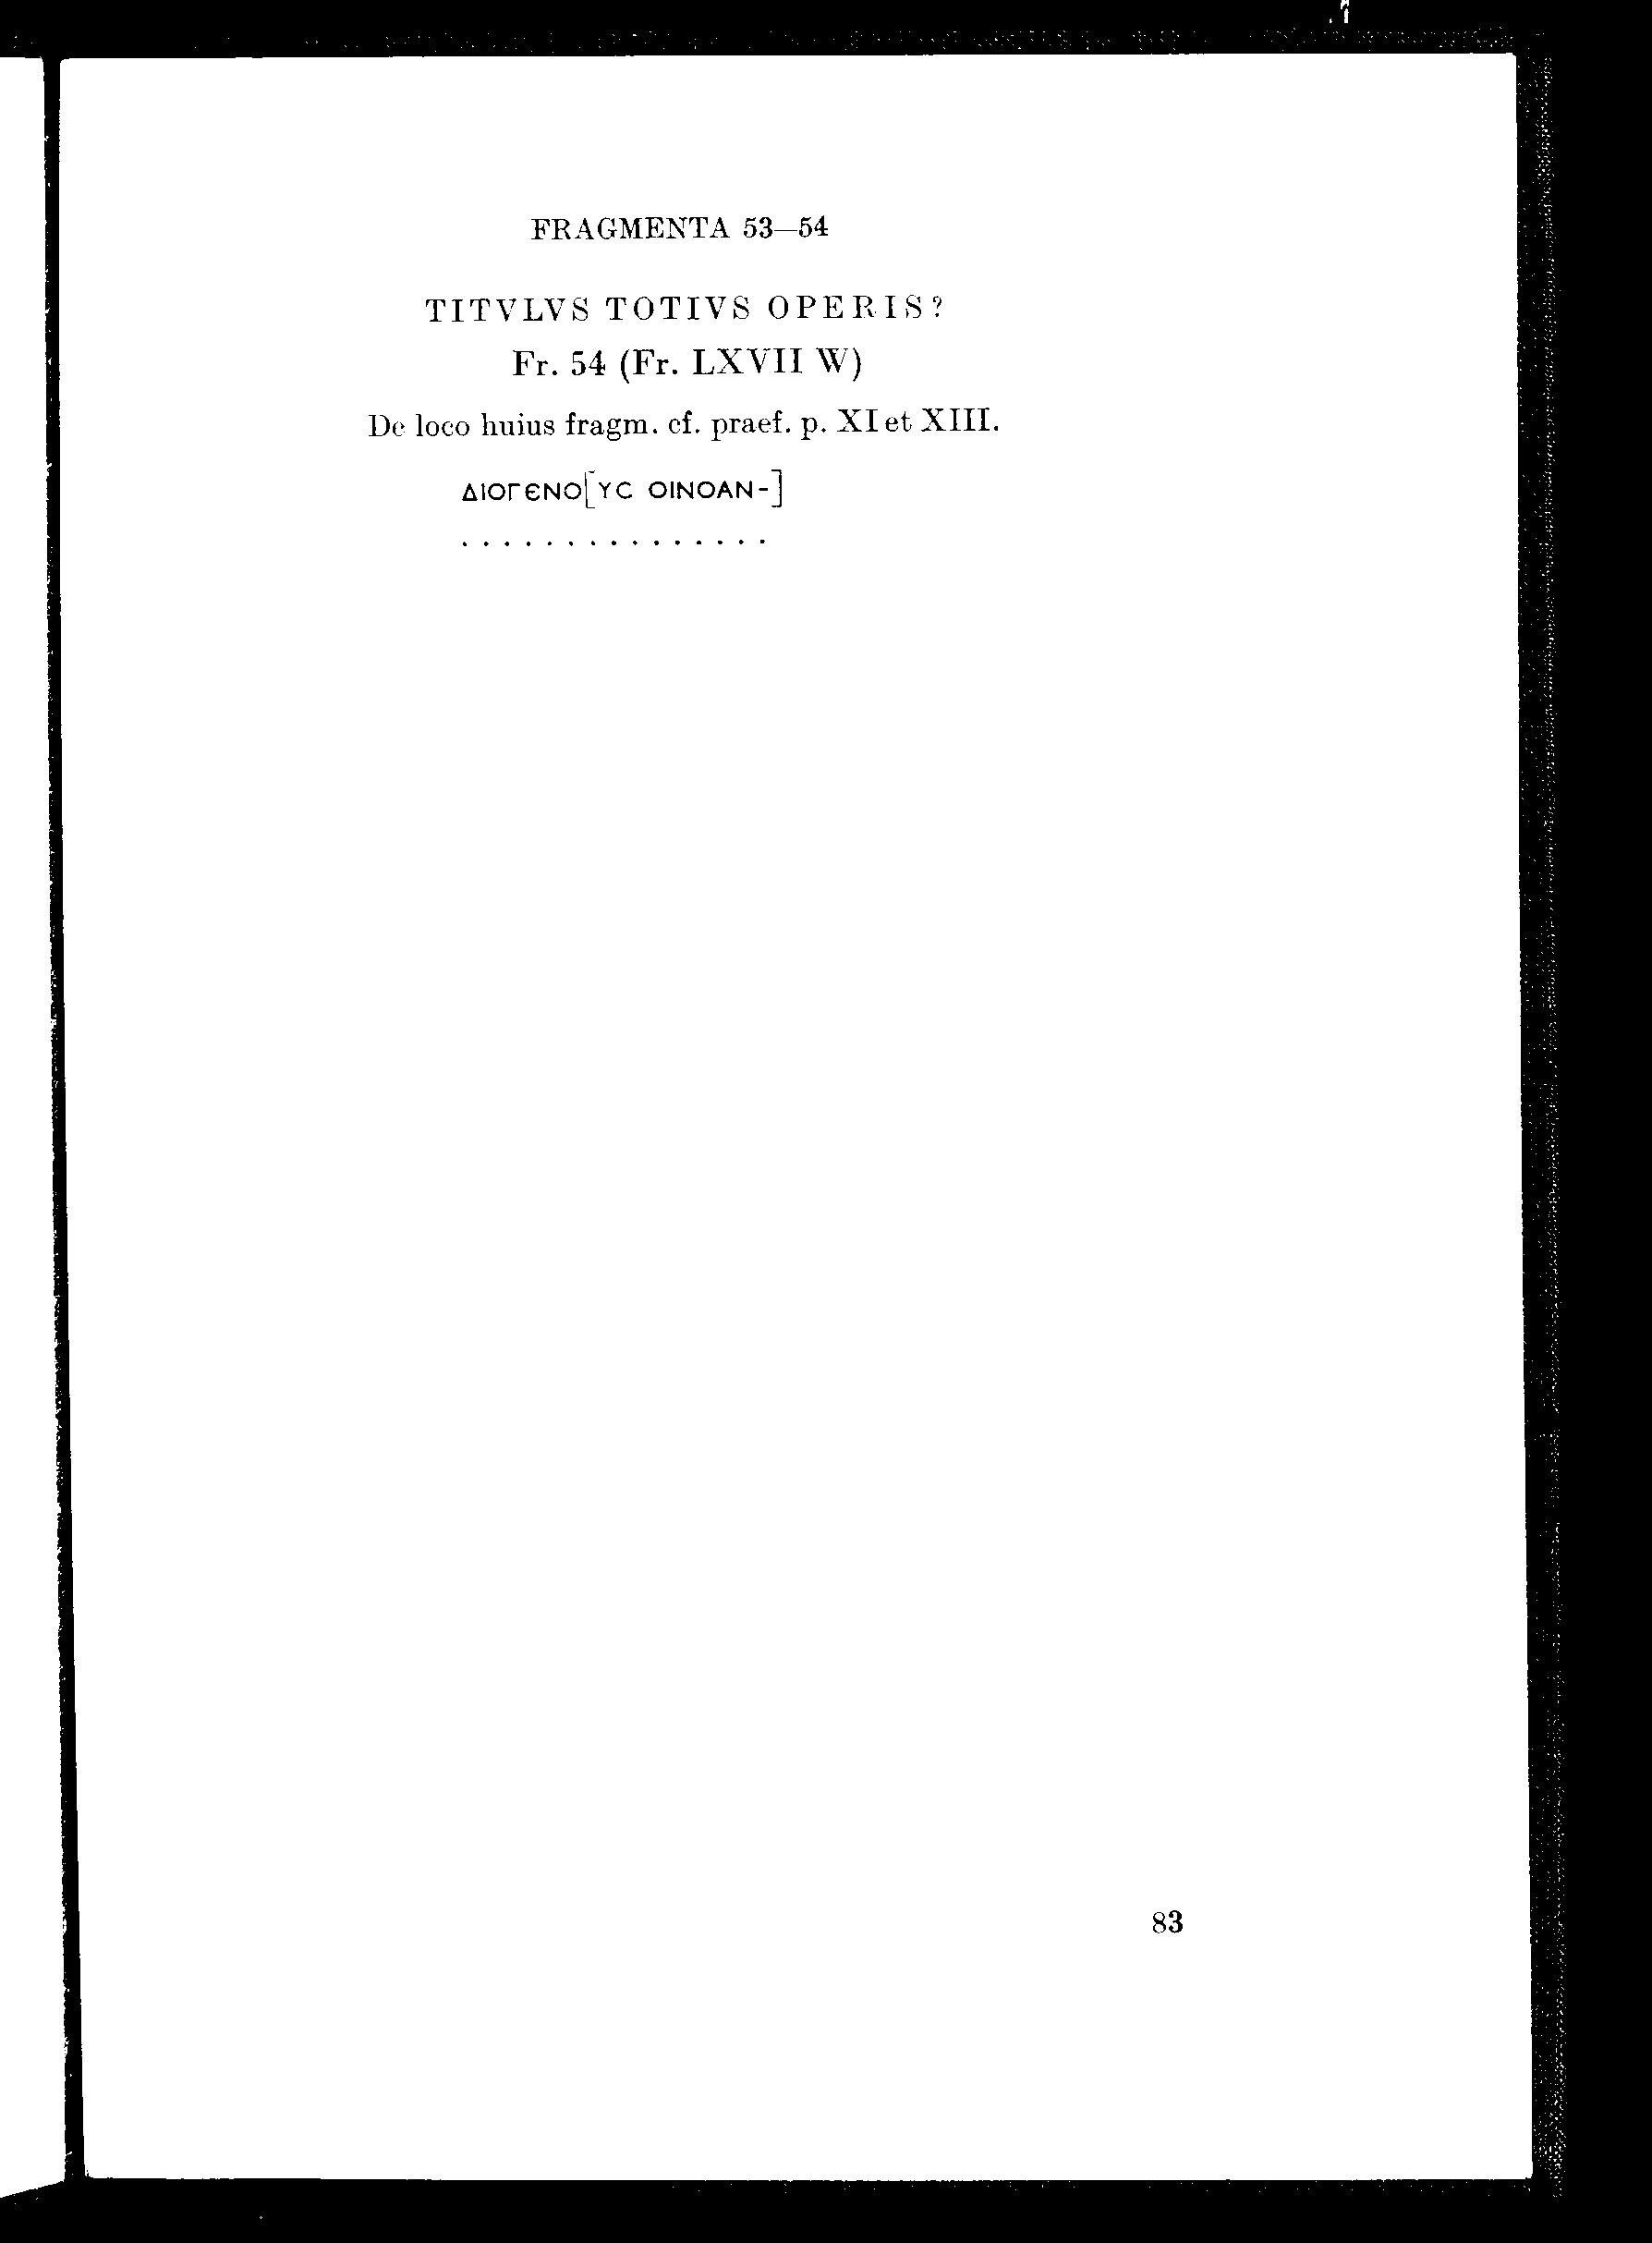 FRAGMENTA 53—54
TITVLVS TOTIVS OPERIS?
Fr. 54 (Fr. LXVII W)
De loco huius fragm. cf. praef. p. XI et XIII.
ΔΙΟΓЄΝΟ[ΥϹ ΟΙΝΟΑΝ-]
. . . . . . . . . . . . . . .
83